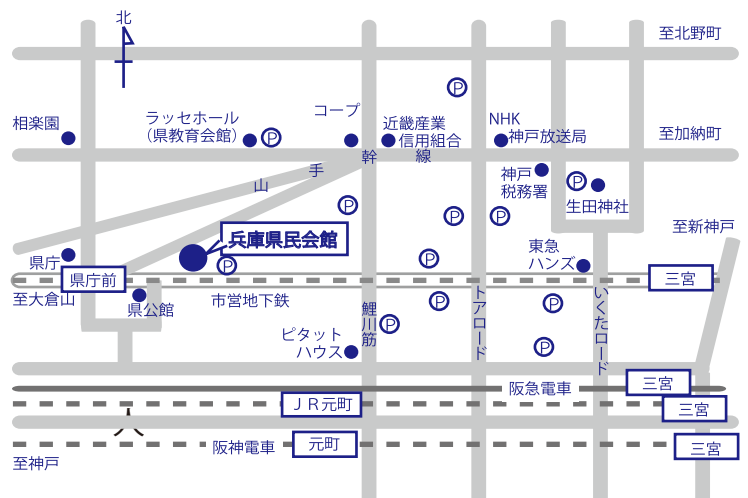 北
至北野町
Ⓟ
相楽園
ラッセホール
(県教育会館)
Ⓟ
コープ
近畿産業
信用組合
NHK
神戸放送局
至加納町
山
手
幹
線
神戸
税務署
Ⓟ
生田神社
Ⓟ
Ⓟ
Ⓟ
至新神戸
兵庫県民会館
県庁
Ⓟ
Ⓟ
東急
ハンズ
県庁前
三宮
至大倉山
県公館
市営地下鉄
Ⓟ
Ⓟ
鯉川筋
トアロード
いくたロード
Ⓟ
ピタット
ハウス
Ⓟ
阪急電車
三宮
JR元町
三宮
阪神電車
元町
三宮
至神戸